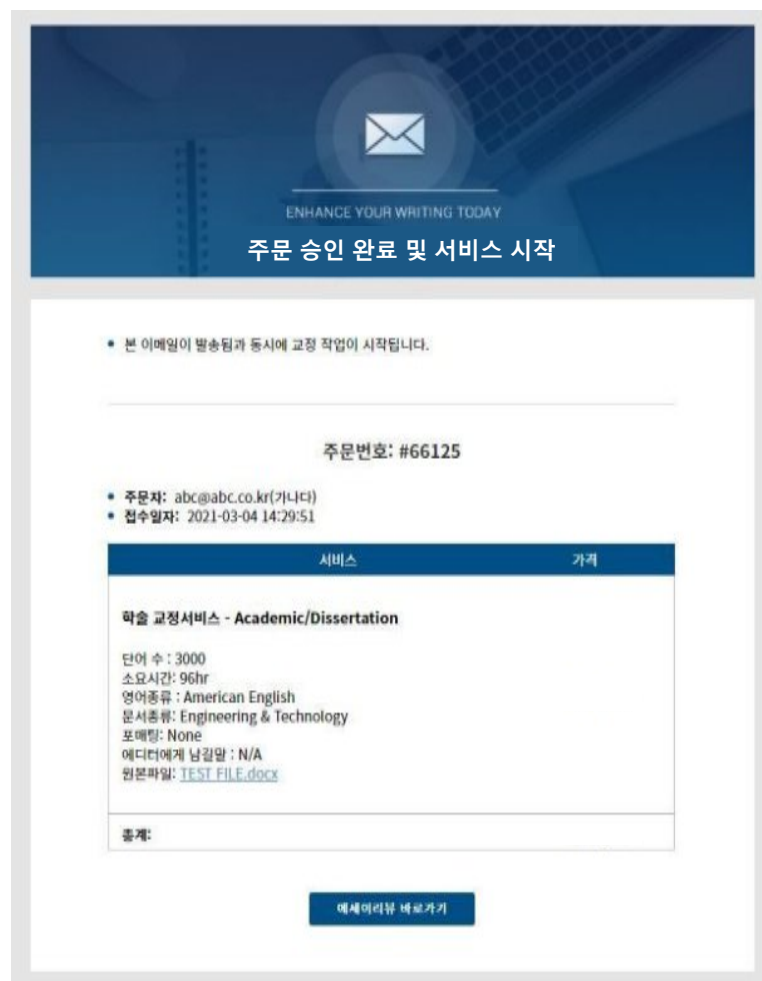 ENHANCE YOUR WRITING TODAY
주문 승인 완료 및 서비스 시작
본 이메일이 발송됨과 동시에 교정 작업이 시작됩니다.
주문번호: #66125
주문자: abc@abc.co.kr(가나다)
접수일자: 2021-03-04 14:29:51
서비스 가격
학술 교정서비스 - Academic/Dissertation
단어 수 : 3000
소요시간: 96hr
영어종류 : American English
문서종류: Engineering & Technology
포매팅: None
에디터에게 남길말 : N/A
원본파일: TEST FILE.docx
총계:
에세이리뷰 바로가기